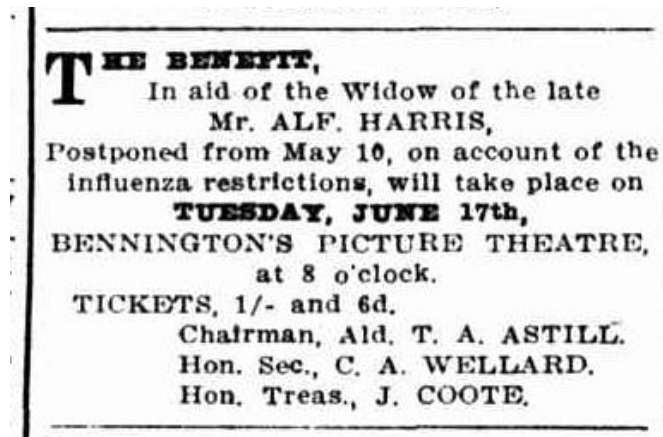 THE BENEFIT,
In aid of the Widow of the late
Mr. ALF. HARRIS,
Postponed from May 10, on account of the
influenza restrictions, will take place on
TUESDAY, JUNE 17th,
BENNINGTON'S PICTURE THEATRE,
at 8 o'clock.
TICKETS, 1/- and 6d.
Chairman, Ald. T. A. ASTILL.
Hon. Sec., C. A. WELLARD.
Hon. Treas., J. COOTE.